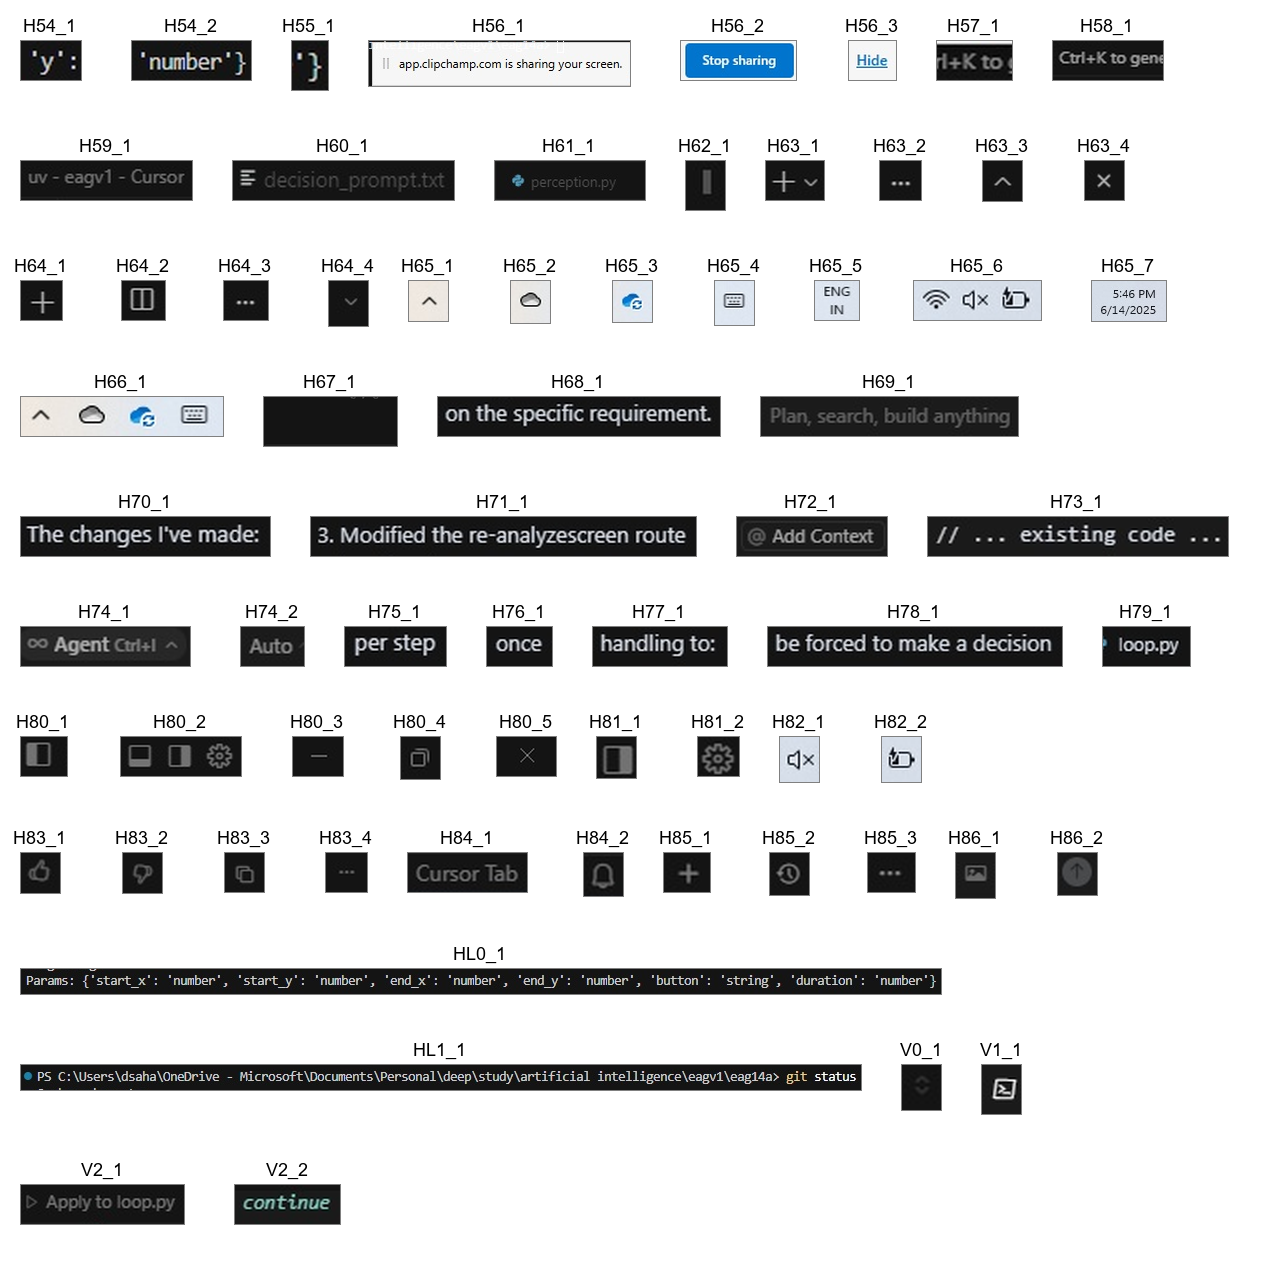 H54_1 H54_2 H55_1 H56_1 H56_2 H56_3 H57_1 H58_1
'y': 'number'} '} app.clipchamp.com is sharing your screen. Stop sharing Hide rl+K to Ctrl+K to gene
H59_1 H60_1 H61_1 H62_1 H63_1 H63_2 H63_3 H63_4
uv - eagv1 - Cursor decision_prompt.txt perception.py
H64_1 H64_2 H64_3 H64_4 H65_1 H65_2 H65_3 H65_4 H65_5 H65_6 H65_7
ENG 5:46 PM
IN 6/14/2025
H66_1 H67_1 H68_1 H69_1
on the specific requirement. Plan, search, build anything
H70_1 H71_1 H72_1 H73_1
The changes I've made: 3. Modified the re-analyzescreen route @ Add Context // ... existing code ...
H74_1 H74_2 H75_1 H76_1 H77_1 H78_1 H79_1
∞ Agent Ctrl+I Auto per step once handling to: be forced to make a decision loop.py
H80_1 H80_2 H80_3 H80_4 H80_5 H81_1 H81_2 H82_1 H82_2
H83_1 H83_2 H83_3 H83_4 H84_1 H84_2 H85_1 H85_2 H85_3 H86_1 H86_2
Cursor Tab
HL0_1
Params: {'start_x': 'number', 'start_y': 'number', 'end_x': 'number', 'end_y': 'number', 'button': 'string', 'duration': 'number'}
HL1_1 V0_1 V1_1
PS C:\Users\dsaha\OneDrive - Microsoft\Documents\Personal\deep\study\artificial intelligence\eagv1\eag14a> git status
V2_1 V2_2
Apply to loop.py continue